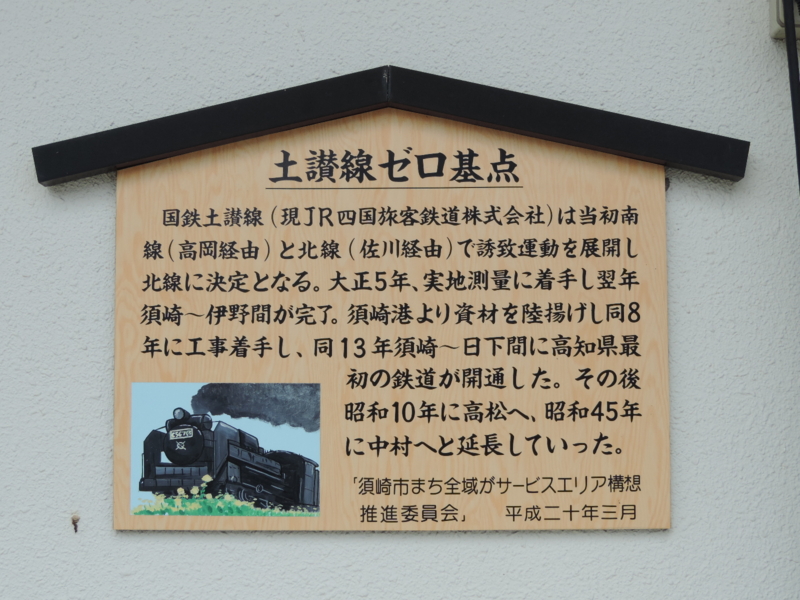 土讃線ゼロ基点
国鉄土讃線(現JR四国旅客鉄道株式会社)は当初南
線(高岡経由)と北線(佐川経由)で誘致運動を展開し
北線に決定となる。大正5年、実地測量に着手し翌年
須崎～伊野間が完了。須崎港より資材を陸揚げし同8
年に工事着手し、同13年須崎～日下間に高知県最
初の鉄道が開通した。その後
昭和10年に高松へ、昭和45年
に中村へと延長していった。
「須崎市まち全域がサービスエリア構想
推進委員会」 平成二十年三月